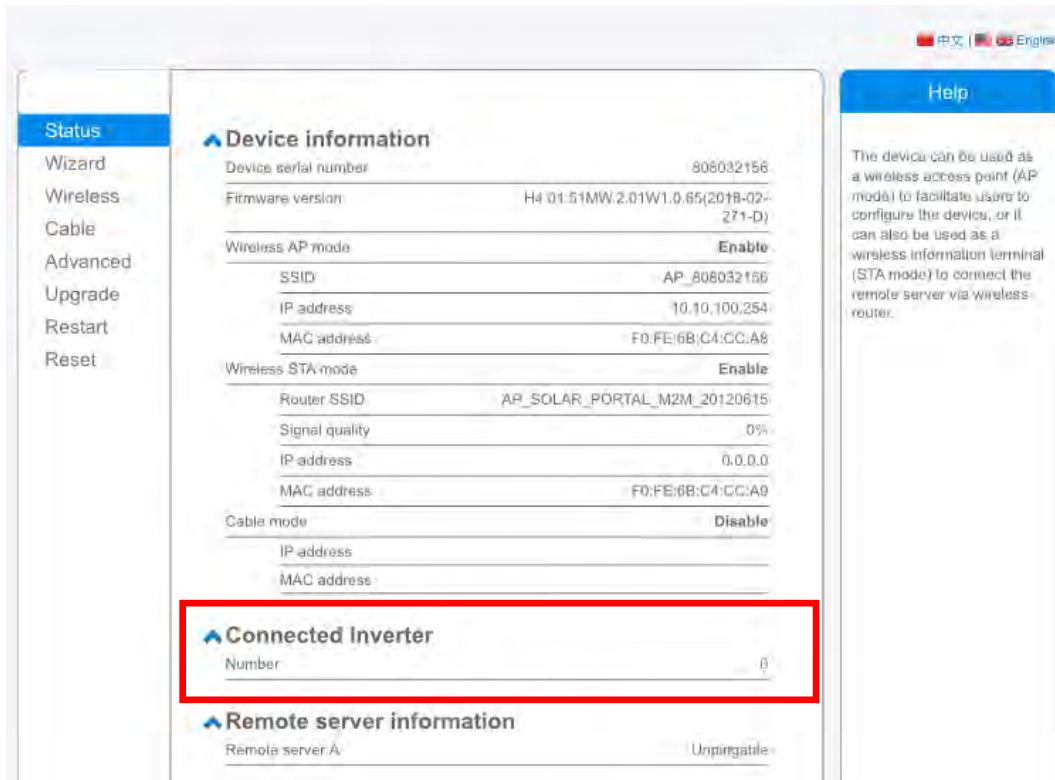 中文 | English
Help
Status
Wizard
Wireless
Cable
Advanced
Upgrade
Restart
Reset
Device information
Device serial number 808032156
Firmware version H4.01.51MW.2.01W1.0.65(2018-02-
271-D)
Wireless AP mode Enable
SSID AP_808032156
IP address 10.10.100.254
MAC address F0:FE:6B:C4:CC:A8
Wireless STA mode Enable
Router SSID AP_SOLAR_PORTAL_M2M_20120615
Signal quality 0%
IP address 0.0.0.0
MAC address F0:FE:6B:C4:CC:A9
Cable mode Disable
IP address
MAC address
Connected Inverter
Number 0
Remote server information
Remote server A Unpingable
The device can be used as
a wireless access point (AP
mode) to facilitate users to
configure the device, or it
can also be used as a
wireless information terminal
(STA mode) to connect the
remote server via wireless
router.